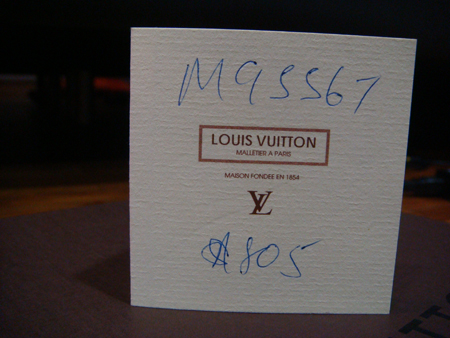 M95567
LOUIS VUITTON
MALLETIER A PARIS
MAISON FONDEE EN 1854
LV
$805